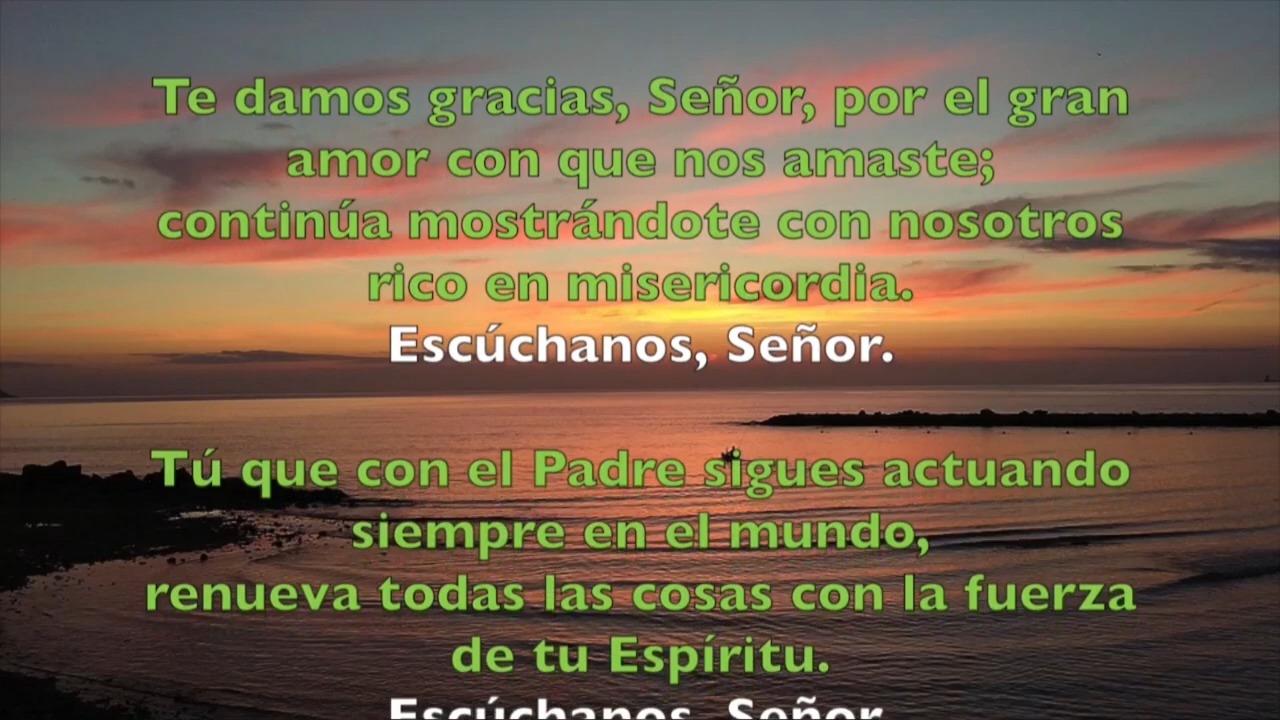 Te damos gracias, Señor, por el gran
amor con que nos amaste;
continúa mostrándote con nosotros
rico en misericordia.
Escúchanos, Señor.
Tú que con el Padre sigues actuando
siempre en el mundo,
renueva todas las cosas con la fuerza
de tu Espíritu.
Escúchanos, Señor.